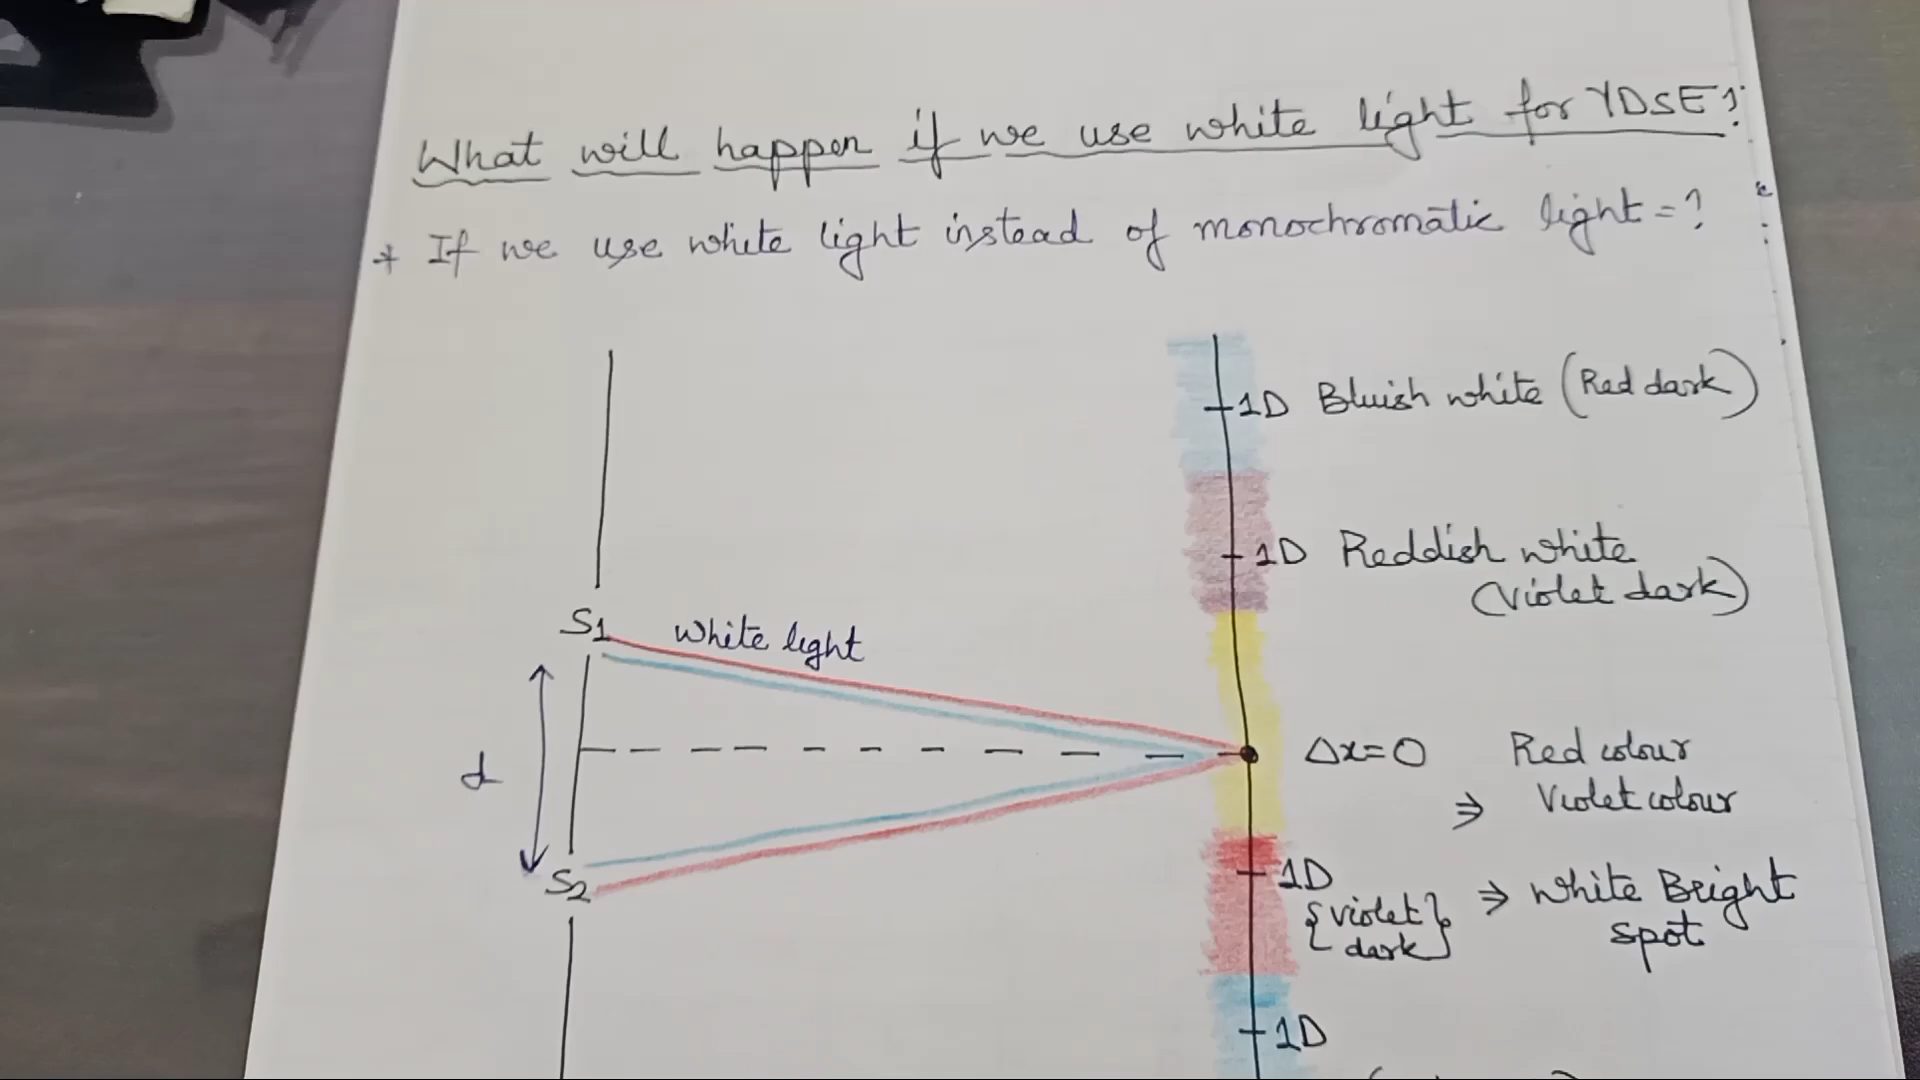 What will happen if we use white light for YDSE?
* If we use white light instead of monochromatic light = ?
1D Bluish white (Red dark)
1D Reddish white
(Violet dark)
S1 White light
d
Δx=0 Red colour
⇒ Violet colour
S2
1D ⇒ White Bright
{violet} spot
{dark}
1D